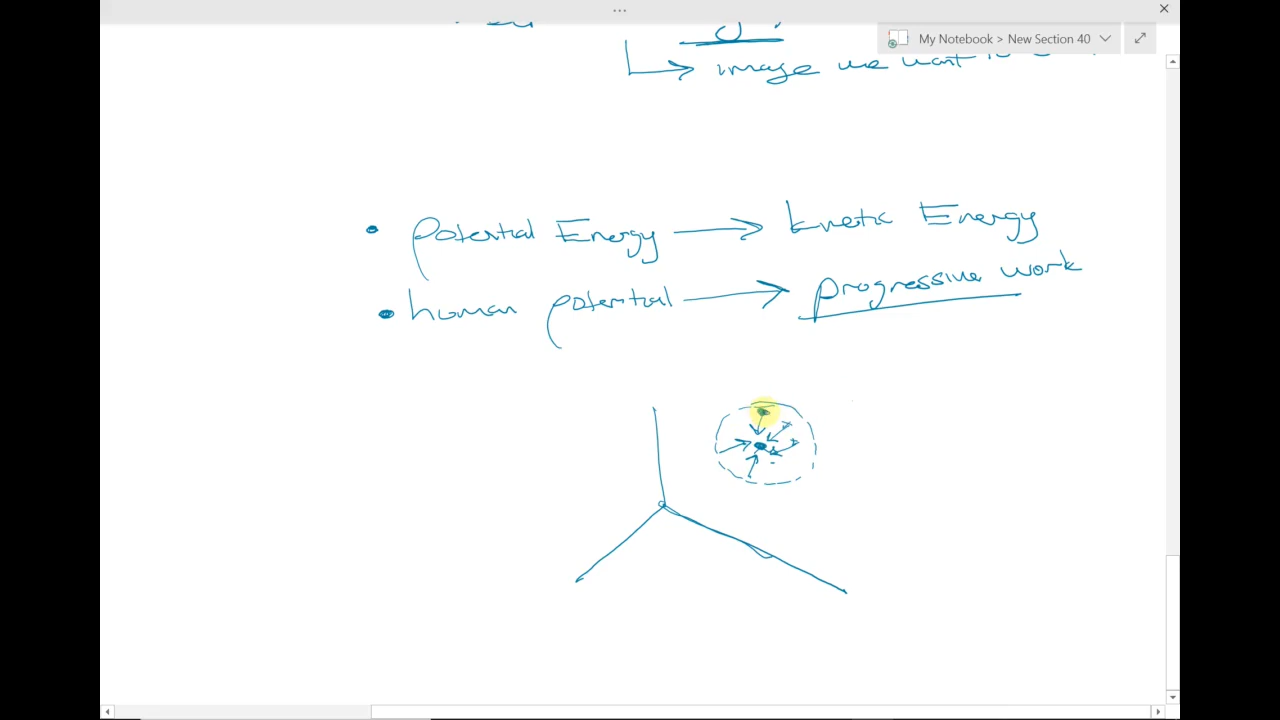 My Notebook > New Section 40
image we want
• potential Energy → kinetic Energy
• human potential → progressive work